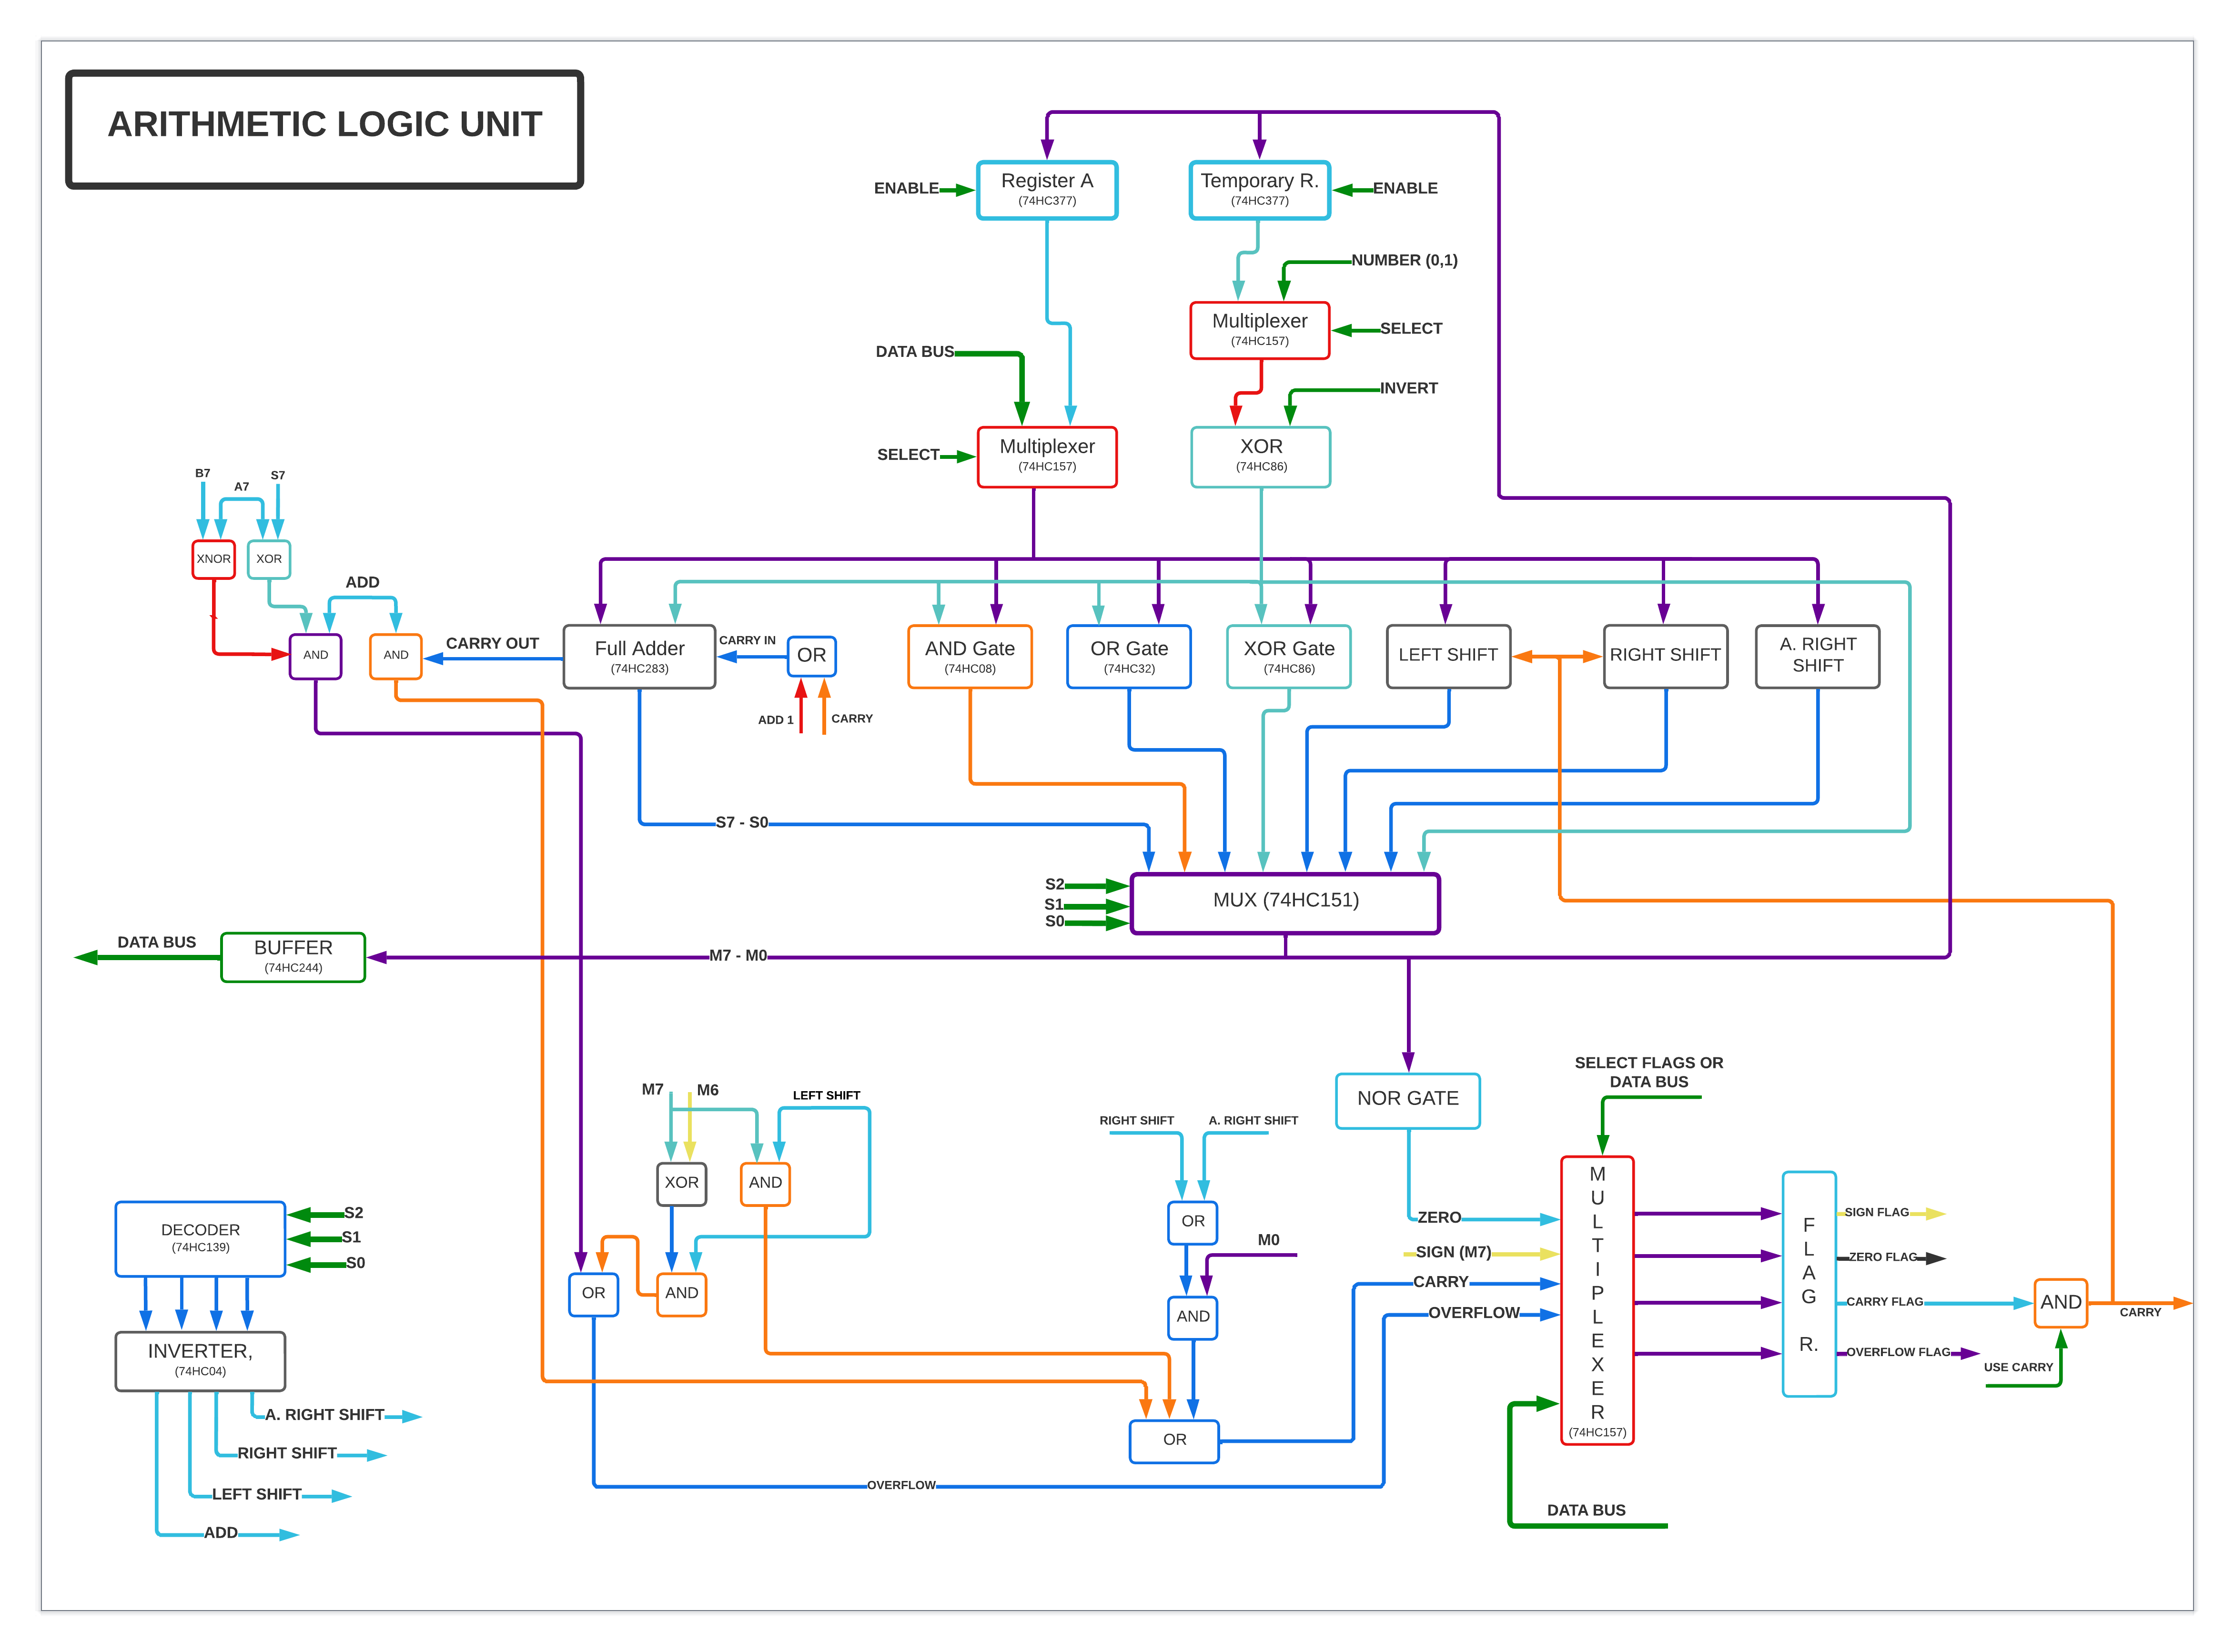 ARITHMETIC LOGIC UNIT
Register A
(74HC377)
Temporary R.
(74HC377)
ENABLE
ENABLE
NUMBER (0,1)
Multiplexer
(74HC157)
SELECT
DATA BUS
INVERT
Multiplexer
(74HC157)
SELECT
XOR
(74HC86)
B7
A7
S7
XNOR
XOR
ADD
AND
AND
CARRY OUT
Full Adder
(74HC283)
CARRY IN
OR
ADD 1
CARRY
AND Gate
(74HC08)
OR Gate
(74HC32)
XOR Gate
(74HC86)
LEFT SHIFT
RIGHT SHIFT
A. RIGHT
SHIFT
S7 - S0
S2
S1
S0
MUX (74HC151)
DATA BUS
BUFFER
(74HC244)
M7 - M0
NOR GATE
SELECT FLAGS OR
DATA BUS
M7
M6
LEFT SHIFT
RIGHT SHIFT
A. RIGHT SHIFT
XOR
AND
OR
M0
OR
AND
AND
OR
OVERFLOW
ZERO
SIGN (M7)
CARRY
OVERFLOW
M
U
L
T
I
P
L
E
X
E
R
(74HC157)
DATA BUS
F
L
A
G
R.
SIGN FLAG
ZERO FLAG
CARRY FLAG
OVERFLOW FLAG
AND
CARRY
USE CARRY
DECODER
(74HC139)
S2
S1
S0
INVERTER,
(74HC04)
A. RIGHT SHIFT
RIGHT SHIFT
LEFT SHIFT
ADD